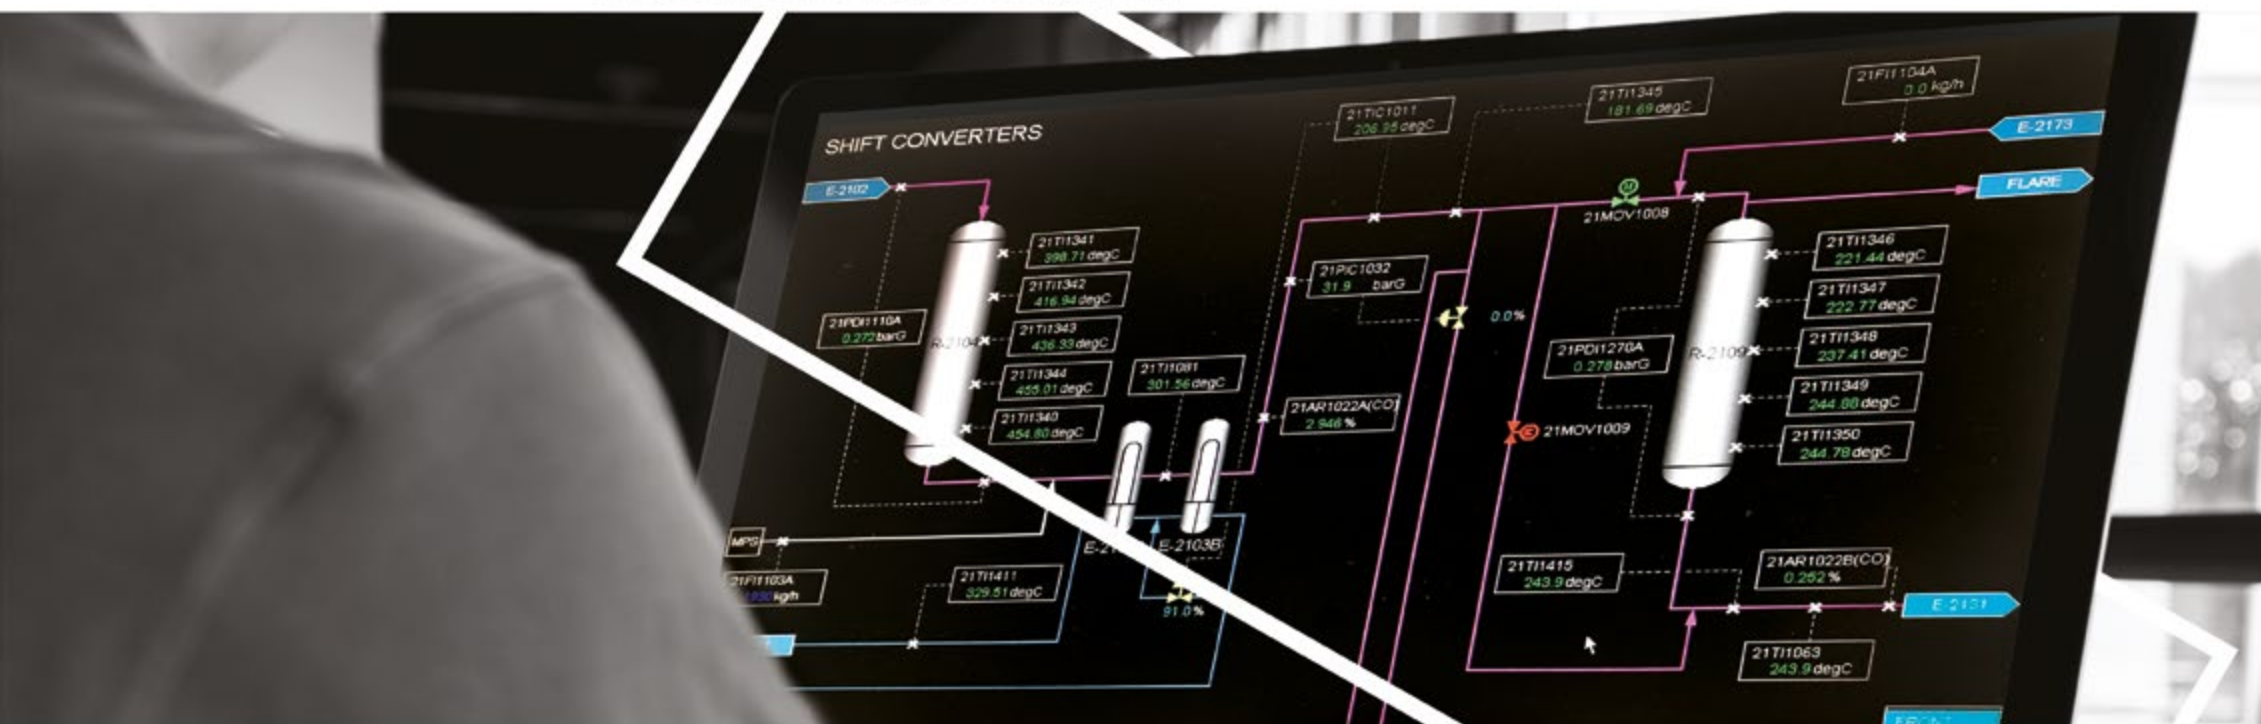 SHIFT CONVERTERS
E-2102
21TIC1011
206.95 degC
21TI1345
181.69 degC
21FI1104A
0.0 kg/h
E-2173
FLARE
21MOV1008
21TI1341
398.71 degC
21TI1342
416.94 degC
21TI1343
436.33 degC
21TI1344
455.01 degC
21TI1340
454.80 degC
21PDI1110A
0.272 barG
R-2104
21TI1081
301.56 degC
21PIC1032
31.9 barG
0.0%
21AR1022A(CO)
2.946 %
21MOV1009
21PDI1270A
0.278 barG
R-2109
21TI1346
221.44 degC
21TI1347
222.77 degC
21TI1348
237.41 degC
21TI1349
244.88 degC
21TI1350
244.78 degC
MPS
21FI1103A
kg/h
21TI1411
329.51 degC
E-2103B
91.0%
21TI1415
243.9 degC
21AR1022B(CO)
0.252 %
E-2131
21TI1063
243.9 degC
FRONT